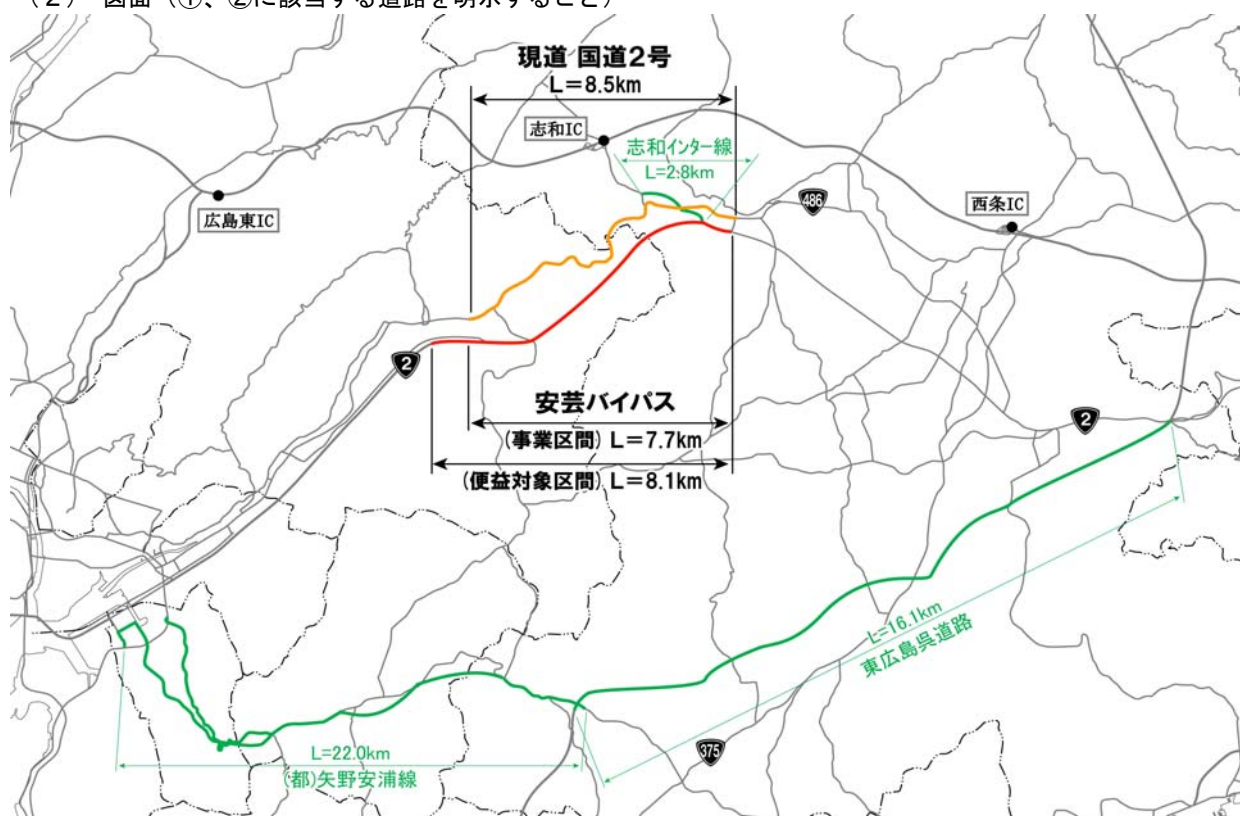 (2) 図面(①、②に該当する道路を明示すること)
現道 国道2号
L=8.5km
志和IC
志和インター線
L=2.8km
広島東IC
486
西条IC
2
安芸バイパス
(事業区間) L=7.7km
(便益対象区間) L=8.1km
2
L=16.1km
東広島呉道路
L=22.0km
(都)矢野安浦線
375